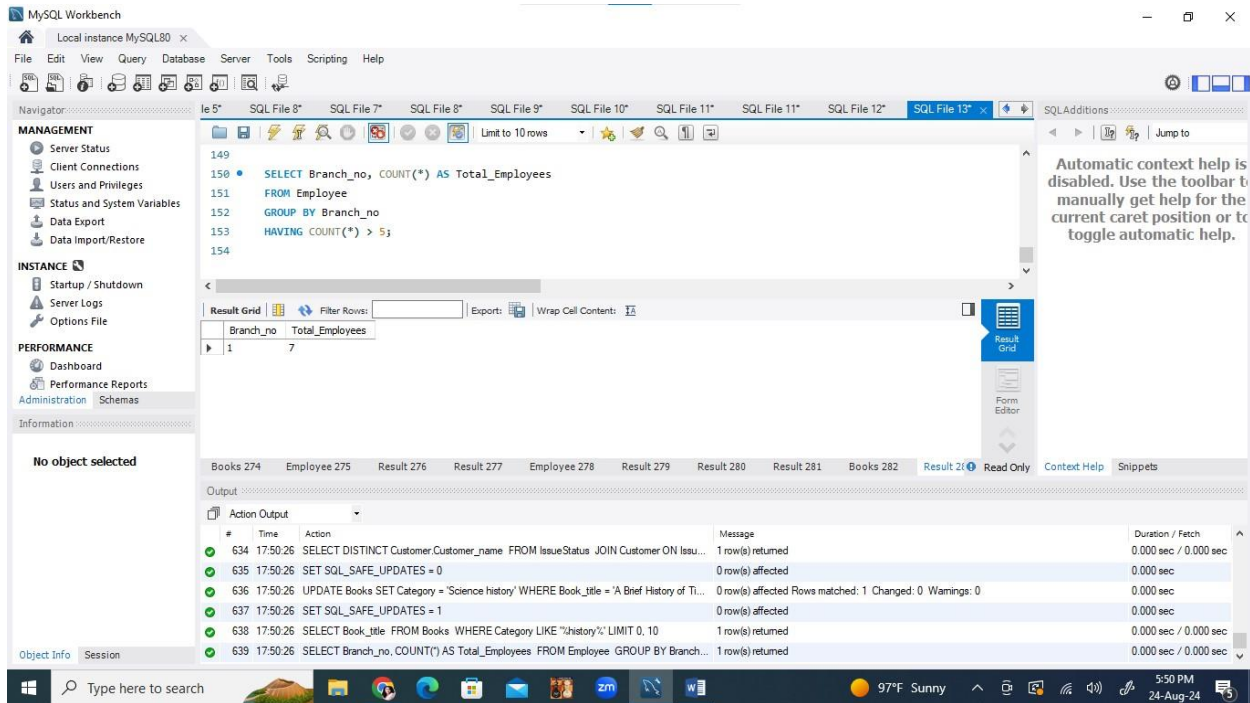 MySQL Workbench
Local instance MySQL80
File Edit View Query Database Server Tools Scripting Help
Navigator
MANAGEMENT
Server Status
Client Connections
Users and Privileges
Status and System Variables
Data Export
Data Import/Restore
INSTANCE
Startup / Shutdown
Server Logs
Options File
PERFORMANCE
Dashboard
Performance Reports
Administration Schemas
Information
No object selected
Object Info Session
le 5* SQL File 8* SQL File 7* SQL File 8* SQL File 9* SQL File 10* SQL File 11* SQL File 11* SQL File 12* SQL File 13*
Limit to 10 rows
149
150 SELECT Branch_no, COUNT(*) AS Total_Employees
151 FROM Employee
152 GROUP BY Branch_no
153 HAVING COUNT(*) > 5;
154
Result Grid Filter Rows: Export: Wrap Cell Content:
Branch_no Total_Employees
1 7
Result
Grid
Form
Editor
Books 274 Employee 275 Result 276 Result 277 Employee 278 Result 279 Result 280 Result 281 Books 282 Result 28 Read Only
SQLAdditions
Jump to
Automatic context help is
disabled. Use the toolbar to
manually get help for the
current caret position or to
toggle automatic help.
Context Help Snippets
Output
Action Output
# Time Action Message Duration / Fetch
634 17:50:26 SELECT DISTINCT Customer.Customer_name FROM IssueStatus JOIN Customer ON Issu... 1 row(s) returned 0.000 sec / 0.000 sec
635 17:50:26 SET SQL_SAFE_UPDATES = 0 0 row(s) affected 0.000 sec
636 17:50:26 UPDATE Books SET Category = 'Science history' WHERE Book_title = 'A Brief History of Ti... 0 row(s) affected Rows matched: 1 Changed: 0 Warnings: 0 0.000 sec
637 17:50:26 SET SQL_SAFE_UPDATES = 1 0 row(s) affected 0.000 sec
638 17:50:26 SELECT Book_title FROM Books WHERE Category LIKE '%history%' LIMIT 0, 10 1 row(s) returned 0.000 sec / 0.000 sec
639 17:50:26 SELECT Branch_no, COUNT(*) AS Total_Employees FROM Employee GROUP BY Branch... 1 row(s) returned 0.000 sec / 0.000 sec
Type here to search
zm
W
97°F Sunny
5:50 PM
24-Aug-24
5